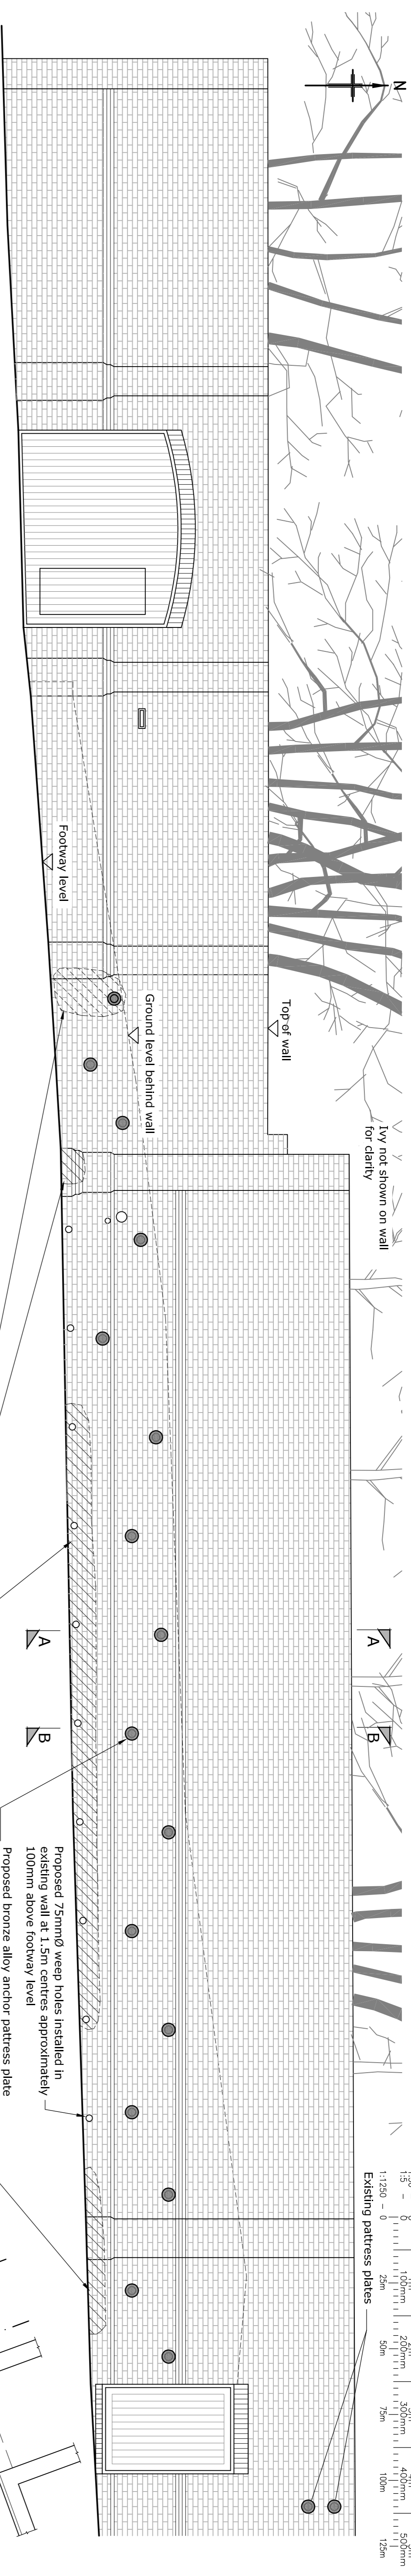 N
Ivy not shown on wall
for clarity
Top of wall
Ground level behind wall
Footway level
A
A
B
B
Proposed 75mmØ weep holes installed in
existing wall at 1.5m centres approximately
100mm above footway level
Proposed bronze alloy anchor pattress plate
Existing pattress plates
1:5 - 0 100mm 200mm 300mm 400mm 500mm
1:1250 - 0 25m 50m 75m 100m 125m